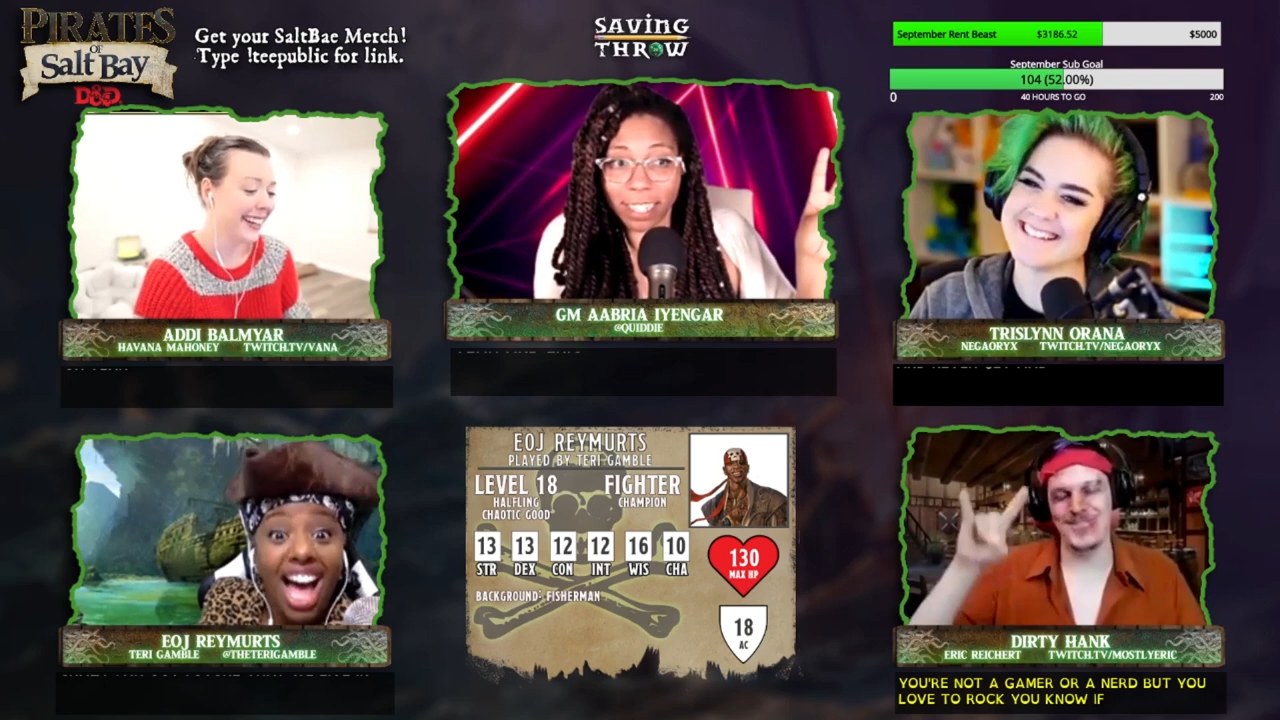 PIRATES
OF
Salt Bay
D&D
Get your SaltBae Merch!
Type !teepublic for link.
SAVING
THROW
September Rent Beast $3186.52 $5000
September Sub Goal
104 (52.00%)
0 40 HOURS TO GO 200
ADDI BALMYAR
HAVANA MAHONEY TWITCH.TV/VANA
GM AABRIA IYENGAR
@QUIDDIE
TRISLYNN ORANA
NEGAORYX TWITCH.TV/NEGAORYX
EOJ REYMURTS
TERI GAMBLE @THETERIGAMBLE
EOJ REYMURTS
PLAYED BY TERI GAMBLE
LEVEL 18 FIGHTER
HALFLING CHAMPION
CHAOTIC GOOD
13 13 12 12 16 10
STR DEX CON INT WIS CHA
BACKGROUND: FISHERMAN
130
MAX HP
18
AC
DIRTY HANK
ERIC REICHERT TWITCH.TV/MOSTLYERIC
YOU'RE NOT A GAMER OR A NERD BUT YOU
LOVE TO ROCK YOU KNOW IF